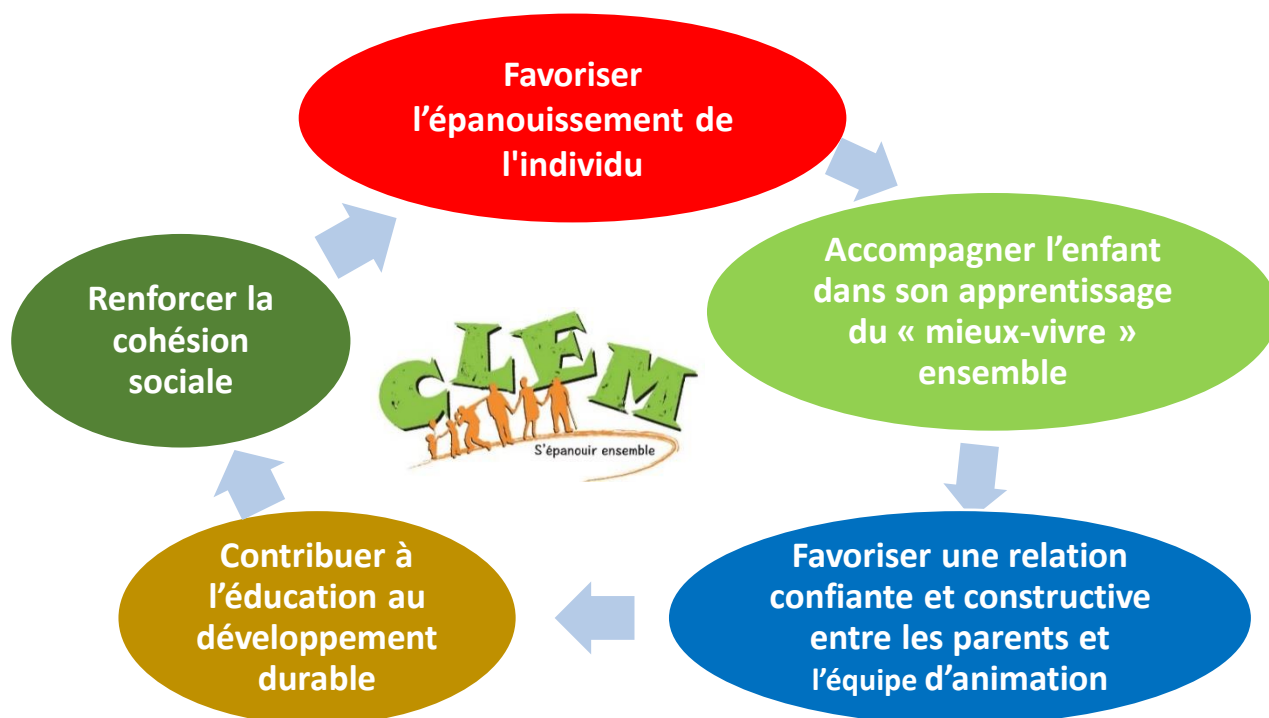 Favoriser
l’épanouissement de
l'individu
Accompagner l’enfant
dans son apprentissage
du « mieux-vivre »
ensemble
Favoriser une relation
confiante et constructive
entre les parents et
l’équipe d’animation
Contribuer à
l’éducation au
développement
durable
Renforcer la
cohésion
sociale
CLEM
S'épanouir ensemble